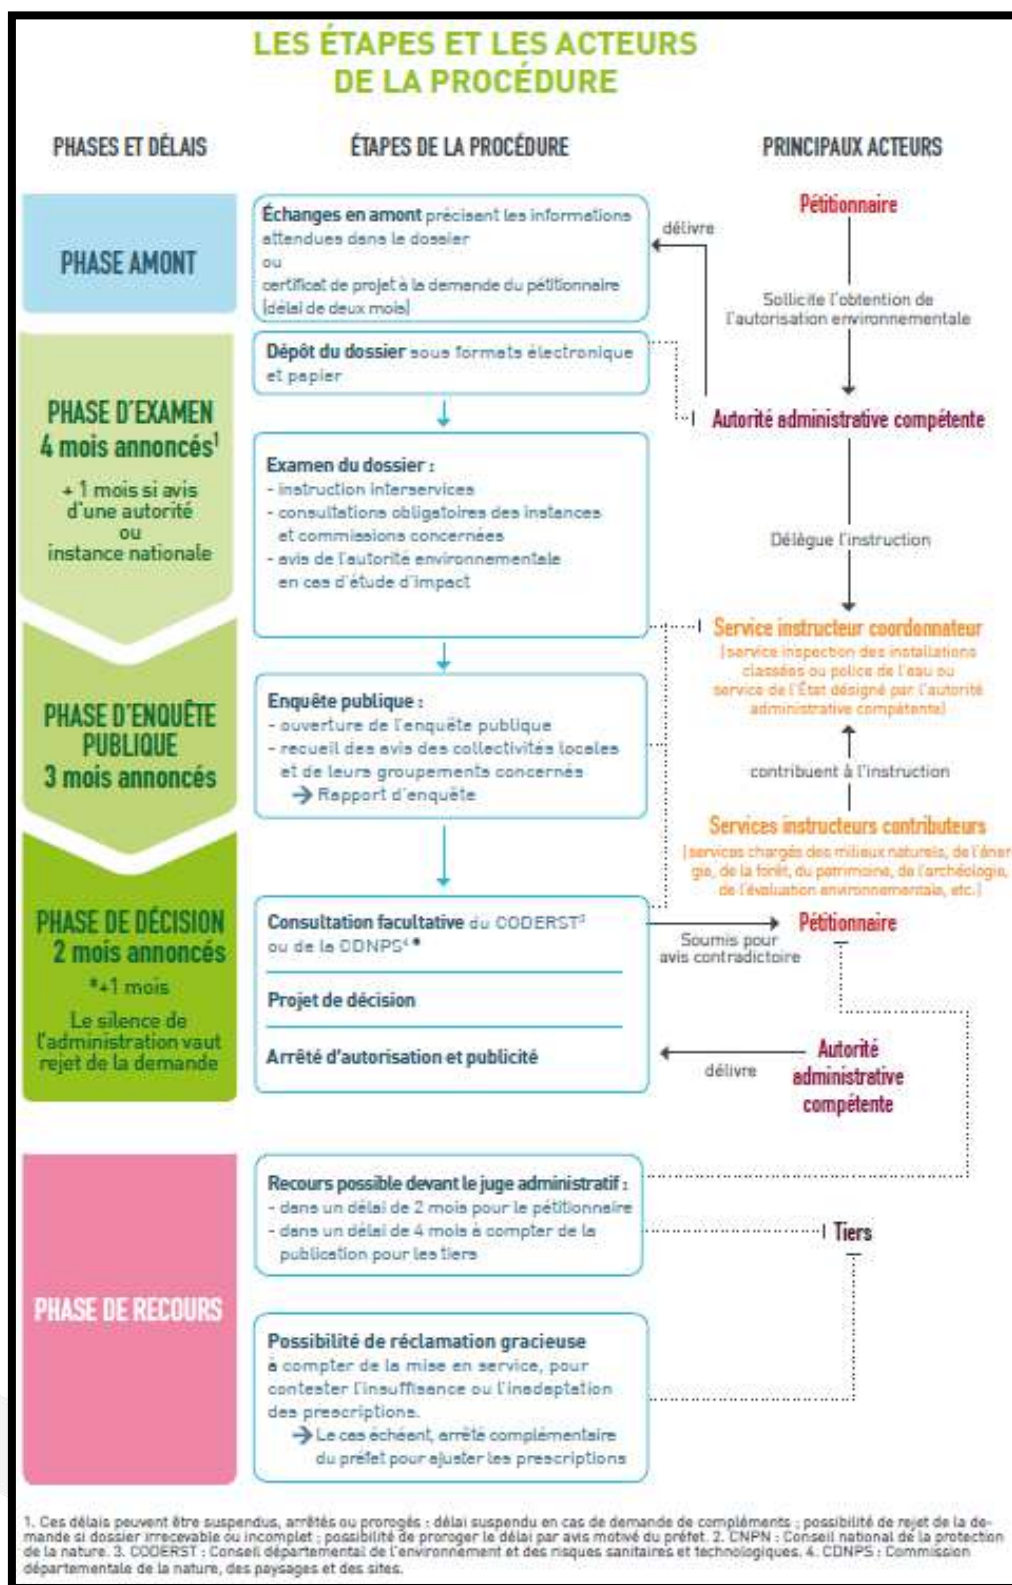 LES ÉTAPES ET LES ACTEURS
DE LA PROCÉDURE
PHASES ET DÉLAIS
ÉTAPES DE LA PROCÉDURE
PRINCIPAUX ACTEURS
PHASE AMONT
Échanges en amont précisant les informations
attendues dans le dossier
ou
certificat de projet à la demande du pétitionnaire
(délai de deux mois)
délivre
Pétitionnaire
Sollicite l'obtention de
l'autorisation environnementale
PHASE D'EXAMEN
4 mois annoncés¹
+ 1 mois si avis
d'une autorité
ou
instance nationale
Dépôt du dossier sous formats électronique
et papier
Autorité administrative compétente
Examen du dossier :
- instruction interservices
- consultations obligatoires des instances
et commissions concernées
- avis de l'autorité environnementale
en cas d'étude d'impact
Délègue l'instruction
Service instructeur coordonnateur
(service inspection des installations
classées ou police de l'eau ou
service de l'État désigné par l'autorité
administrative compétente)
PHASE D'ENQUÊTE
PUBLIQUE
3 mois annoncés
Enquête publique :
- ouverture de l'enquête publique
- recueil des avis des collectivités locales
et de leurs groupements concernés
→ Rapport d'enquête
contribuent à l'instruction
Services instructeurs contributeurs
(services chargés des milieux naturels, de l'éner-
gie, de la forêt, du patrimoine, de l'archéologie,
de l'évaluation environnementale, etc.)
PHASE DE DÉCISION
2 mois annoncés
*+1 mois
Le silence de
l'administration vaut
rejet de la demande
Consultation facultative du CODERST³
ou de la CDNPS⁴ *
Projet de décision
Arrêté d'autorisation et publicité
Soumis pour
avis contradictoire
Pétitionnaire
délivre
Autorité
administrative
compétente
PHASE DE RECOURS
Recours possible devant le juge administratif :
- dans un délai de 2 mois pour le pétitionnaire
- dans un délai de 4 mois à compter de la
publication pour les tiers
Tiers
Possibilité de réclamation gracieuse
à compter de la mise en service, pour
contester l'insuffisance ou l'inadaptation
des prescriptions.
→ Le cas échéant, arrêté complémentaire
du préfet pour ajuster les prescriptions
1. Ces délais peuvent être suspendus, arrêtés ou prorogés : délai suspendu en cas de demande de compléments ; possibilité de rejet de la de-
mande si dossier irrecevable ou incomplet ; possibilité de proroger le délai par avis motivé du préfet. 2. CNPN : Conseil national de la protection
de la nature. 3. CODERST : Conseil départemental de l'environnement et des risques sanitaires et technologiques. 4. CDNPS : Commission
départementale de la nature, des paysages et des sites.